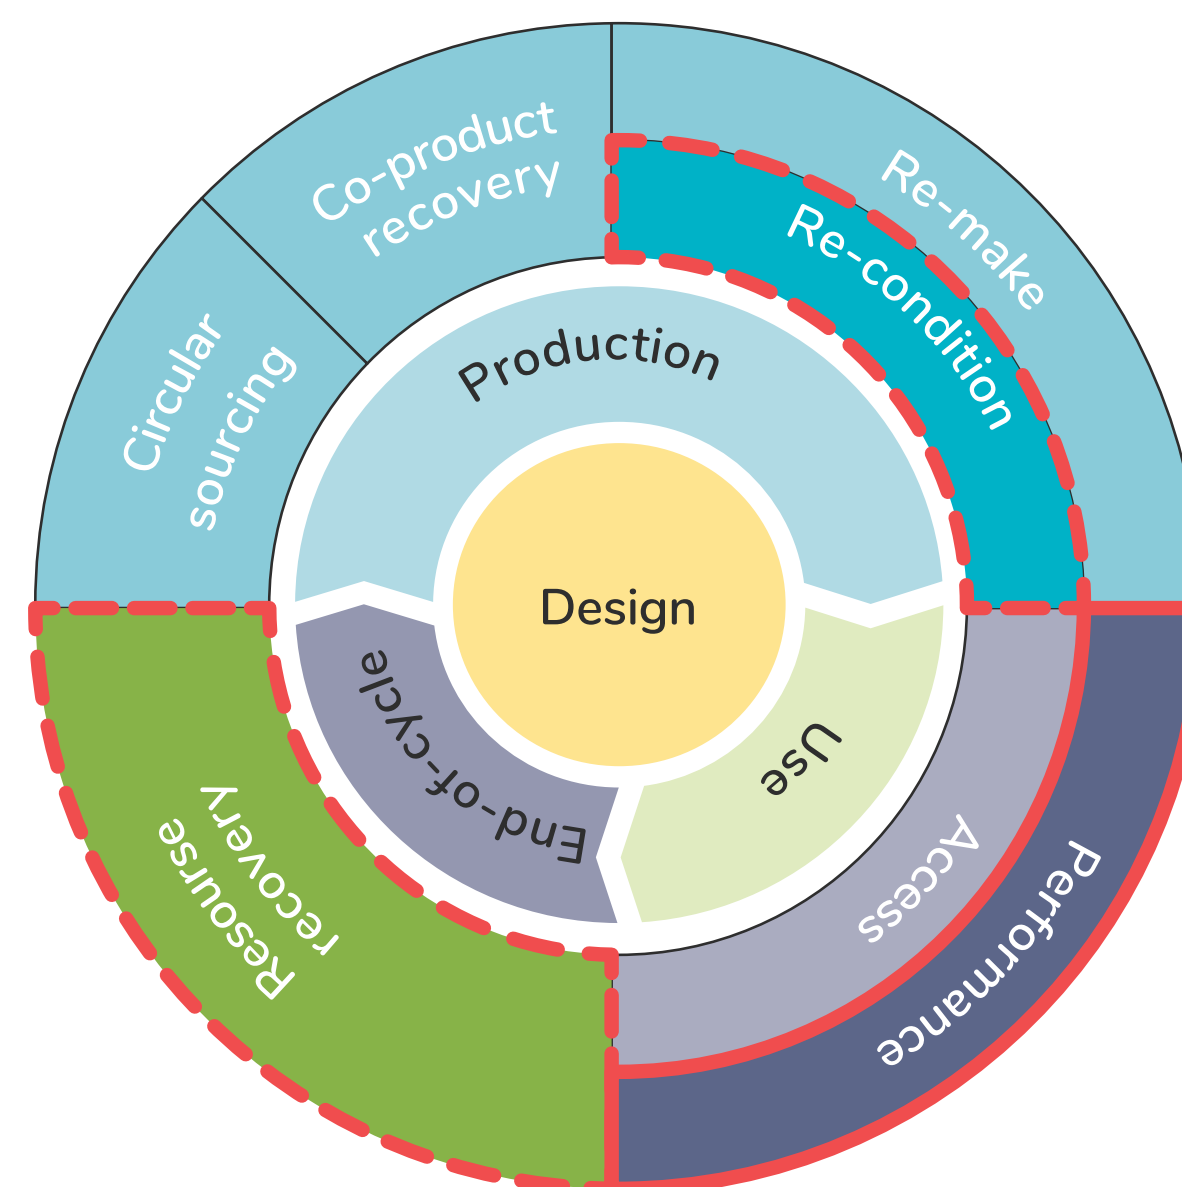 Co-product
recovery
Re-make
Re-condition
Circular
sourcing
Production
Design
End-of-cycle
Use
Resourse
recovery
Access
Performance